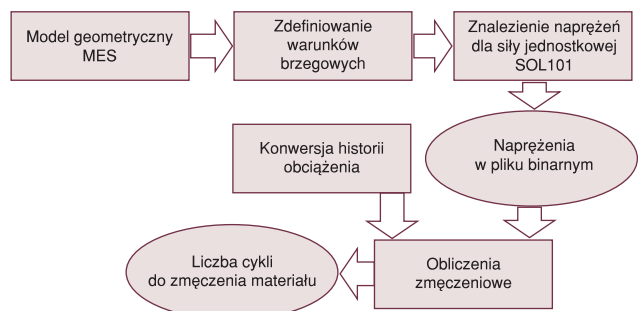 Model geometryczny
MES
Zdefiniowanie
warunków
brzegowych
Znalezienie naprężeń
dla siły jednostkowej
SOL101
Naprężenia
w pliku binarnym
Konwersja historii
obciążenia
Obliczenia
zmęczeniowe
Liczba cykli
do zmęczenia materiału